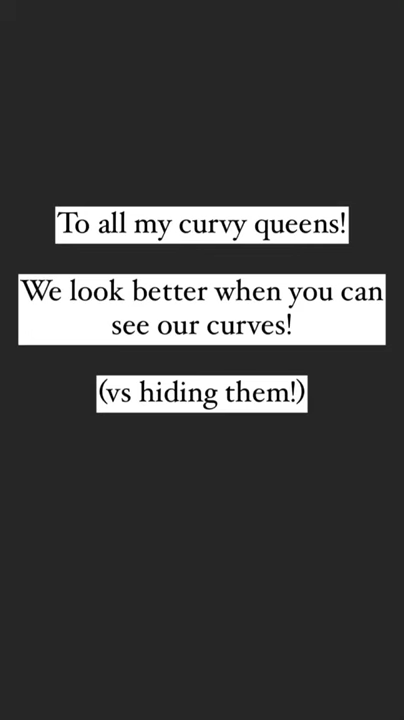 To all my curvy queens!
We look better when you can
see our curves!
(vs hiding them!)